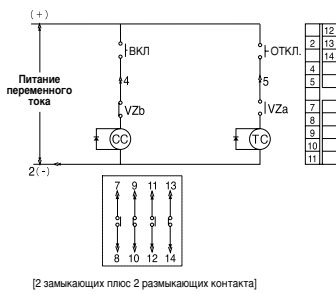 (+)
ВКЛ
ОТКЛ.
4
5
Питание
переменного
тока
VZb
VZa
CC
TC
2(-)
7 9 11 13
8 10 12 14
12
2 13
14
4
5
7
8
9
10
11
[2 замыкающих плюс 2 размыкающих контакта]